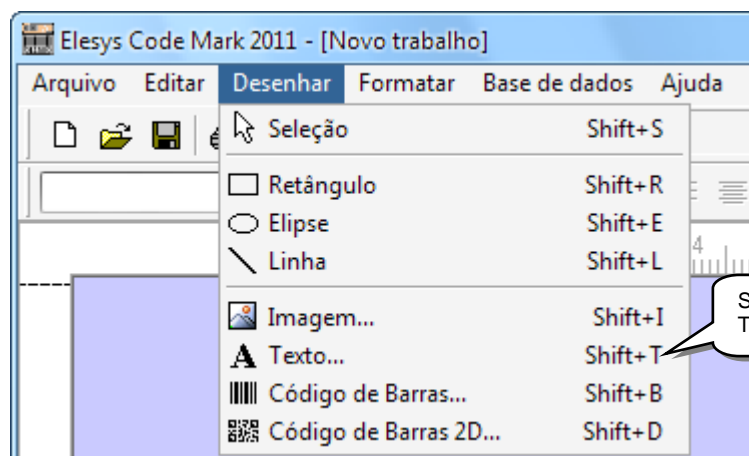 Elesys Code Mark 2011 - [Novo trabalho]
Arquivo Editar Desenhar Formatar Base de dados Ajuda
Seleção Shift+S
Retângulo Shift+R
Elipse Shift+E
Linha Shift+L
4
Imagem... Shift+I
Texto... Shift+T
Código de Barras... Shift+B
Código de Barras 2D... Shift+D